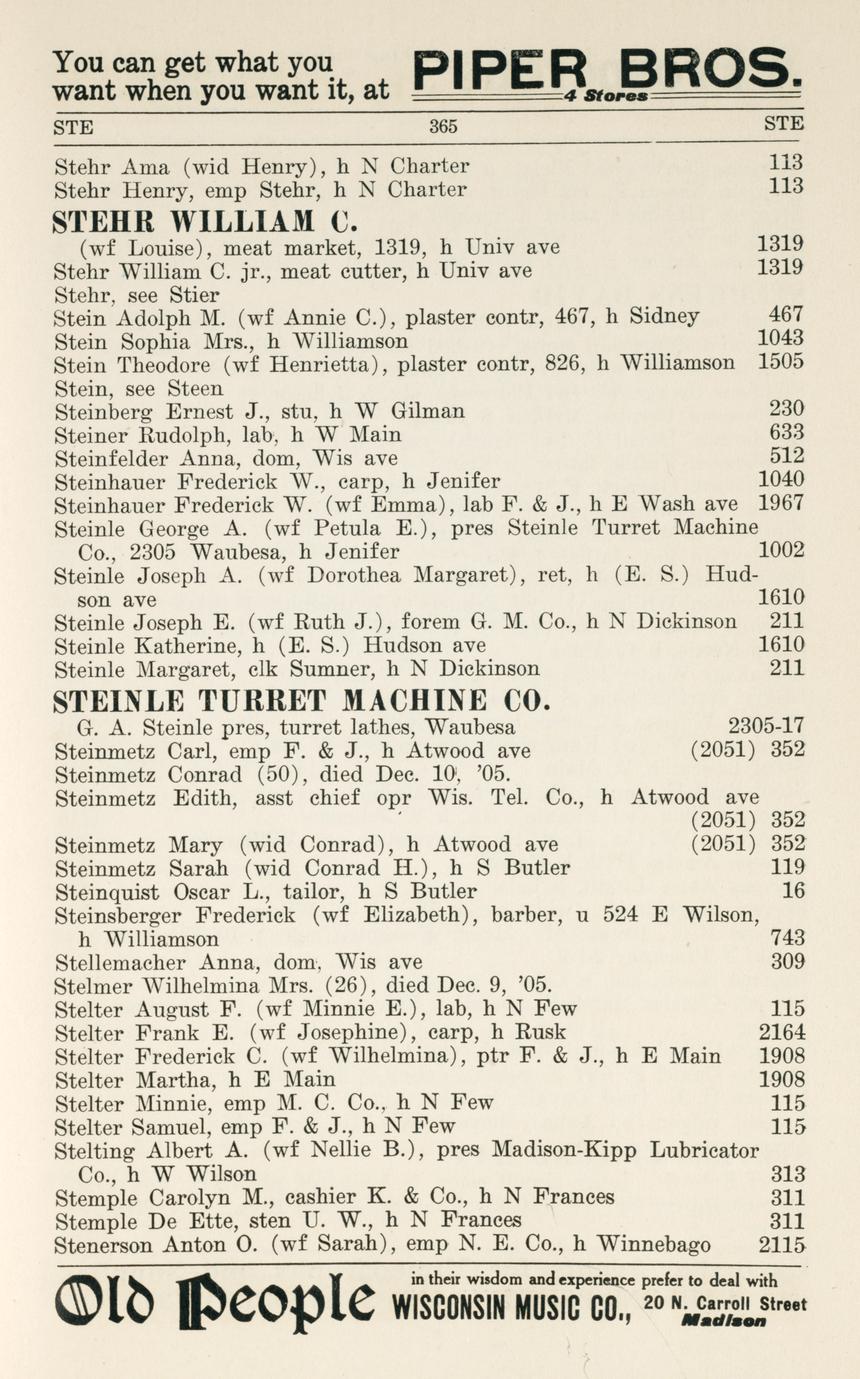 You can get what you
want when you want it, at
PIPER BROS.
4 Stores
STE 365 STE
Stehr Ama (wid Henry), h N Charter 113
Stehr Henry, emp Stehr, h N Charter 113
STEHR WILLIAM C.
(wf Louise), meat market, 1319, h Univ ave 1319
Stehr William C. jr., meat cutter, h Univ ave 1319
Stehr, see Stier
Stein Adolph M. (wf Annie C.), plaster contr, 467, h Sidney 467
Stein Sophia Mrs., h Williamson 1043
Stein Theodore (wf Henrietta), plaster contr, 826, h Williamson 1505
Stein, see Steen
Steinberg Ernest J., stu, h W Gilman 230
Steiner Rudolph, lab, h W Main 633
Steinfelder Anna, dom, Wis ave 512
Steinhauer Frederick W., carp, h Jenifer 1040
Steinhauer Frederick W. (wf Emma), lab F. & J., h E Wash ave 1967
Steinle George A. (wf Petula E.), pres Steinle Turret Machine
Co., 2305 Waubesa, h Jenifer 1002
Steinle Joseph A. (wf Dorothea Margaret), ret, h (E. S.) Hud-
son ave 1610
Steinle Joseph E. (wf Ruth J.), forem G. M. Co., h N Dickinson 211
Steinle Katherine, h (E. S.) Hudson ave 1610
Steinle Margaret, clk Sumner, h N Dickinson 211
STEINLE TURRET MACHINE CO.
G. A. Steinle pres, turret lathes, Waubesa 2305-17
Steinmetz Carl, emp F. & J., h Atwood ave (2051) 352
Steinmetz Conrad (50), died Dec. 10, '05.
Steinmetz Edith, asst chief opr Wis. Tel. Co., h Atwood ave
(2051) 352
Steinmetz Mary (wid Conrad), h Atwood ave (2051) 352
Steinmetz Sarah (wid Conrad H.), h S Butler 119
Steinquist Oscar L., tailor, h S Butler 16
Steinsberger Frederick (wf Elizabeth), barber, u 524 E Wilson,
h Williamson 743
Stellemacher Anna, dom, Wis ave 309
Stelmer Wilhelmina Mrs. (26), died Dec. 9, '05.
Stelter August F. (wf Minnie E.), lab, h N Few 115
Stelter Frank E. (wf Josephine), carp, h Rusk 2164
Stelter Frederick C. (wf Wilhelmina), ptr F. & J., h E Main 1908
Stelter Martha, h E Main 1908
Stelter Minnie, emp M. C. Co., h N Few 115
Stelter Samuel, emp F. & J., h N Few 115
Stelting Albert A. (wf Nellie B.), pres Madison-Kipp Lubricator
Co., h W Wilson 313
Stemple Carolyn M., cashier K. & Co., h N Frances 311
Stemple De Ette, sten U. W., h N Frances 311
Stenerson Anton O. (wf Sarah), emp N. E. Co., h Winnebago 2115
Old People in their wisdom and experience prefer to deal with
WISCONSIN MUSIC CO., 20 N. Carroll Street
Madison